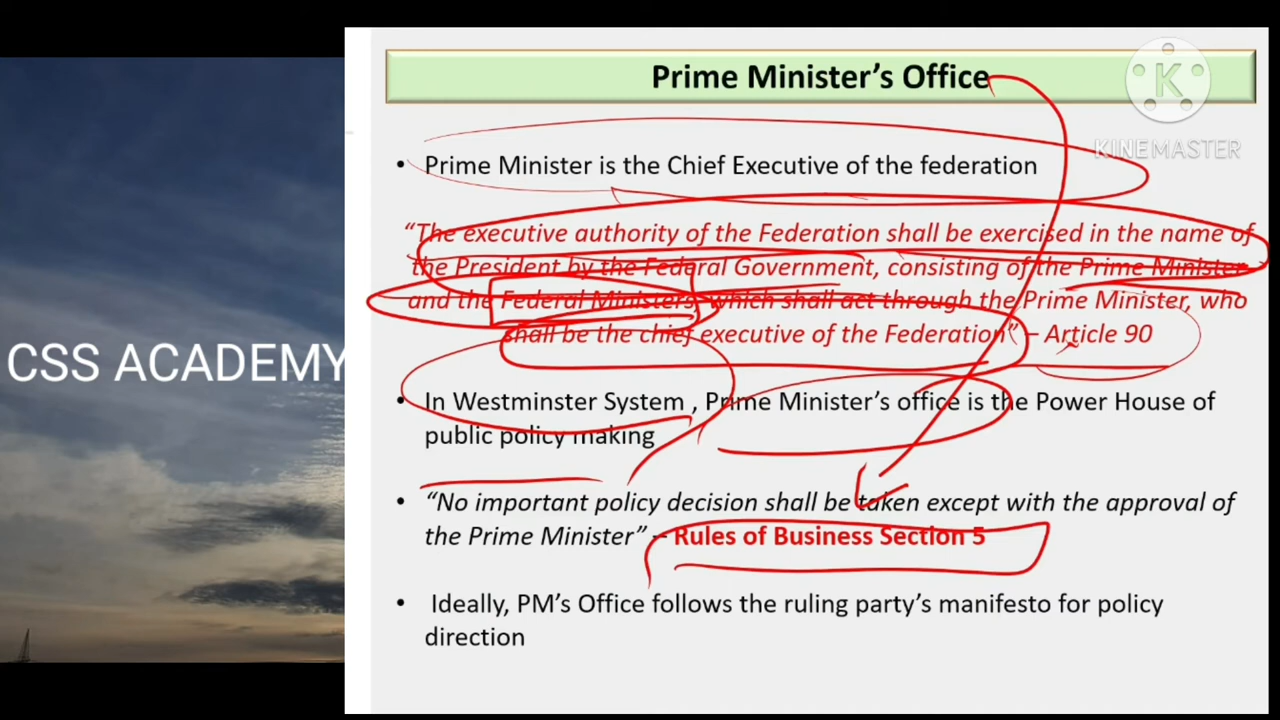 Prime Minister's Office
K
KINEMASTER
• Prime Minister is the Chief Executive of the federation
“The executive authority of the Federation shall be exercised in the name of
the President by the Federal Government, consisting of the Prime Minister
and the Federal Ministers, which shall act through the Prime Minister, who
shall be the chief executive of the Federation” – Article 90
CSS ACADEMY
• In Westminster System , Prime Minister's office is the Power House of
public policy making
• “No important policy decision shall be taken except with the approval of
the Prime Minister” – Rules of Business Section 5
• Ideally, PM's Office follows the ruling party's manifesto for policy
direction